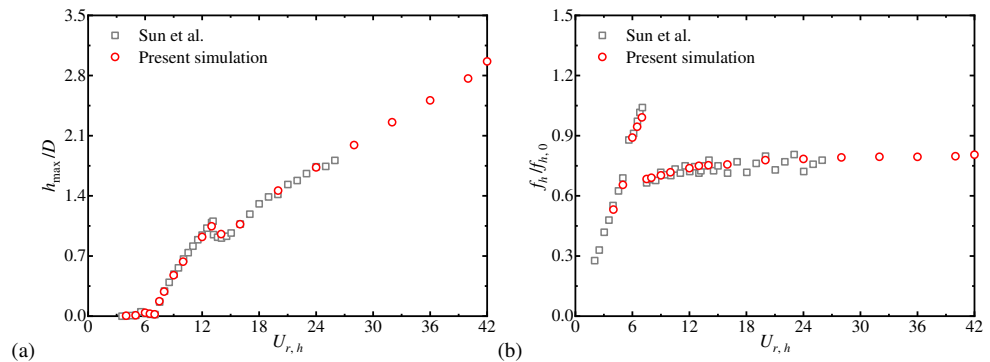 3.5
2.8
2.1
1.4
0.7
0.0
h_max/D
Sun et al.
Present simulation
0 6 12 18 24 30 36 42
U_r, h
(a)
1.5
1.2
0.9
0.6
0.3
0.0
f_h/f_h, 0
Sun et al.
Present simulation
0 6 12 18 24 30 36 42
U_r, h
(b)